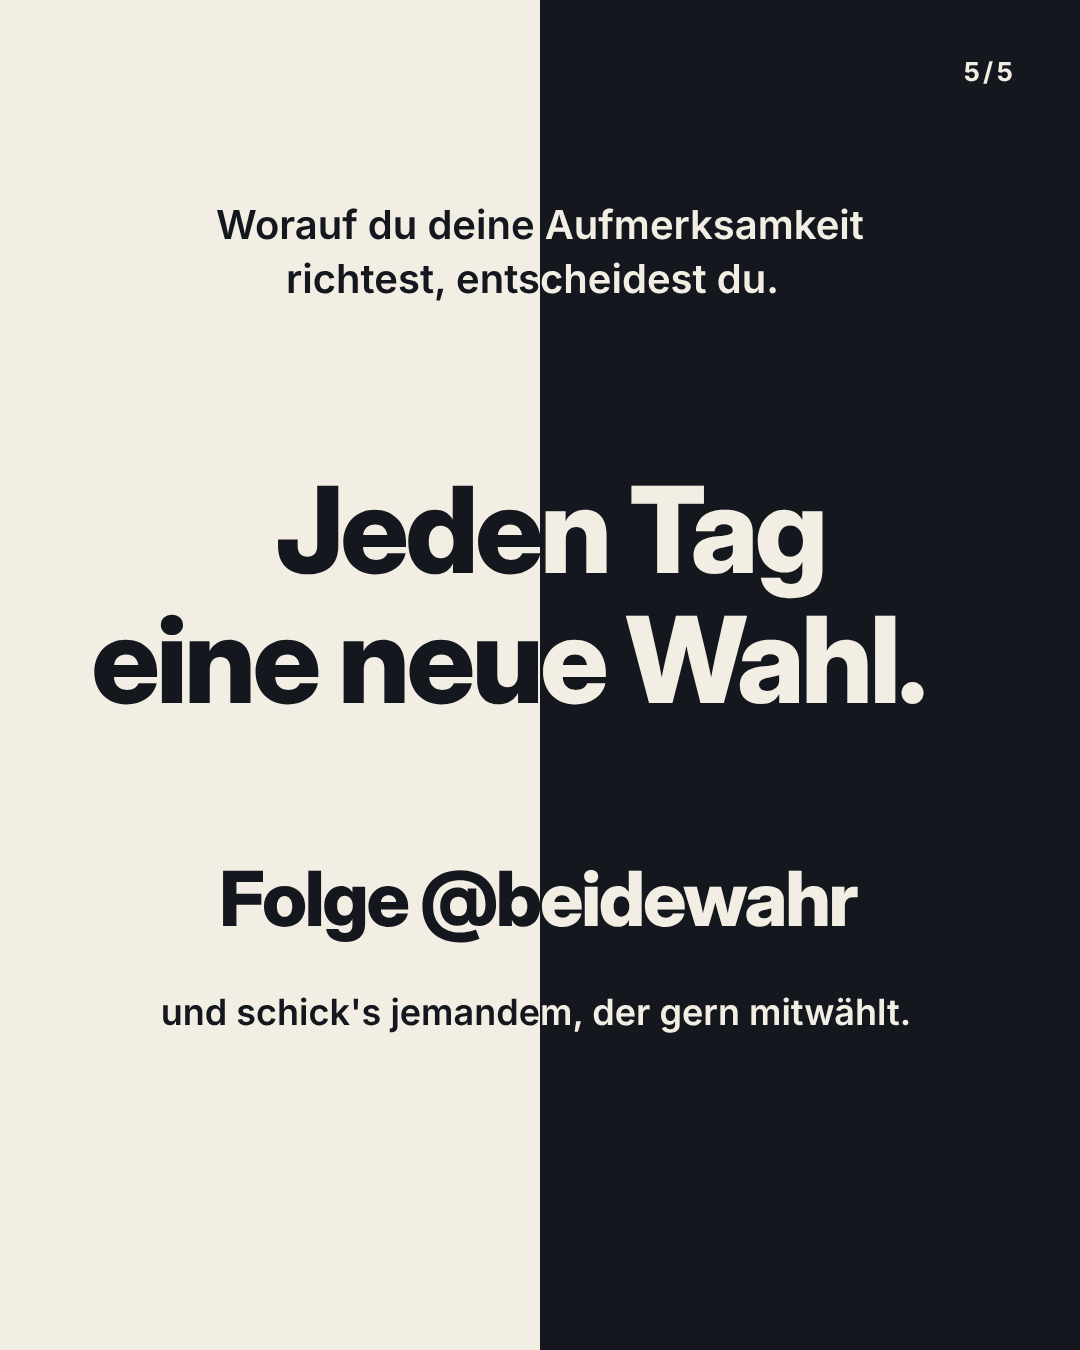 5/5
Worauf du deine Aufmerksamkeit
richtest, entscheidest du.
Jeden Tag
eine neue Wahl.
Folge @beidewahr
und schick's jemandem, der gern mitwählt.